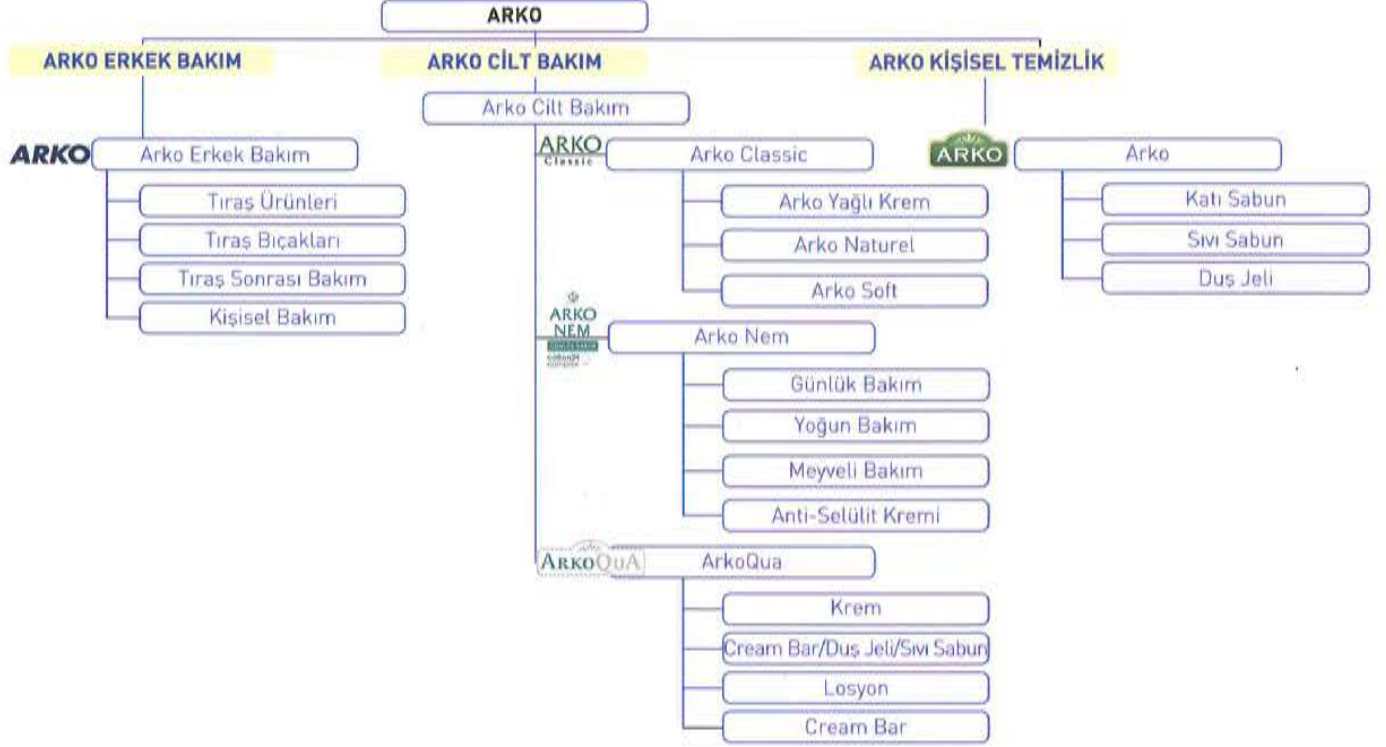 ARKO
ARKO ERKEK BAKIM
ARKO CİLT BAKIM
ARKO KİŞİSEL TEMİZLİK
Arko Cilt Bakım
ARKO
Arko Erkek Bakım
Tıraş Ürünleri
Tıraş Bıçakları
Tıraş Sonrası Bakım
Kişisel Bakım
ARKO
Classic
Arko Classic
Arko Yağlı Krem
Arko Naturel
Arko Soft
ARKO
NEM
Arko Nem
Günlük Bakım
Yoğun Bakım
Meyveli Bakım
Anti-Selülit Kremi
ARKOQUA
ArkoQua
Krem
Cream Bar/Duş Jeli/Sıvı Sabun
Losyon
Cream Bar
ARKO
Arko
Katı Sabun
Sıvı Sabun
Duş Jeli